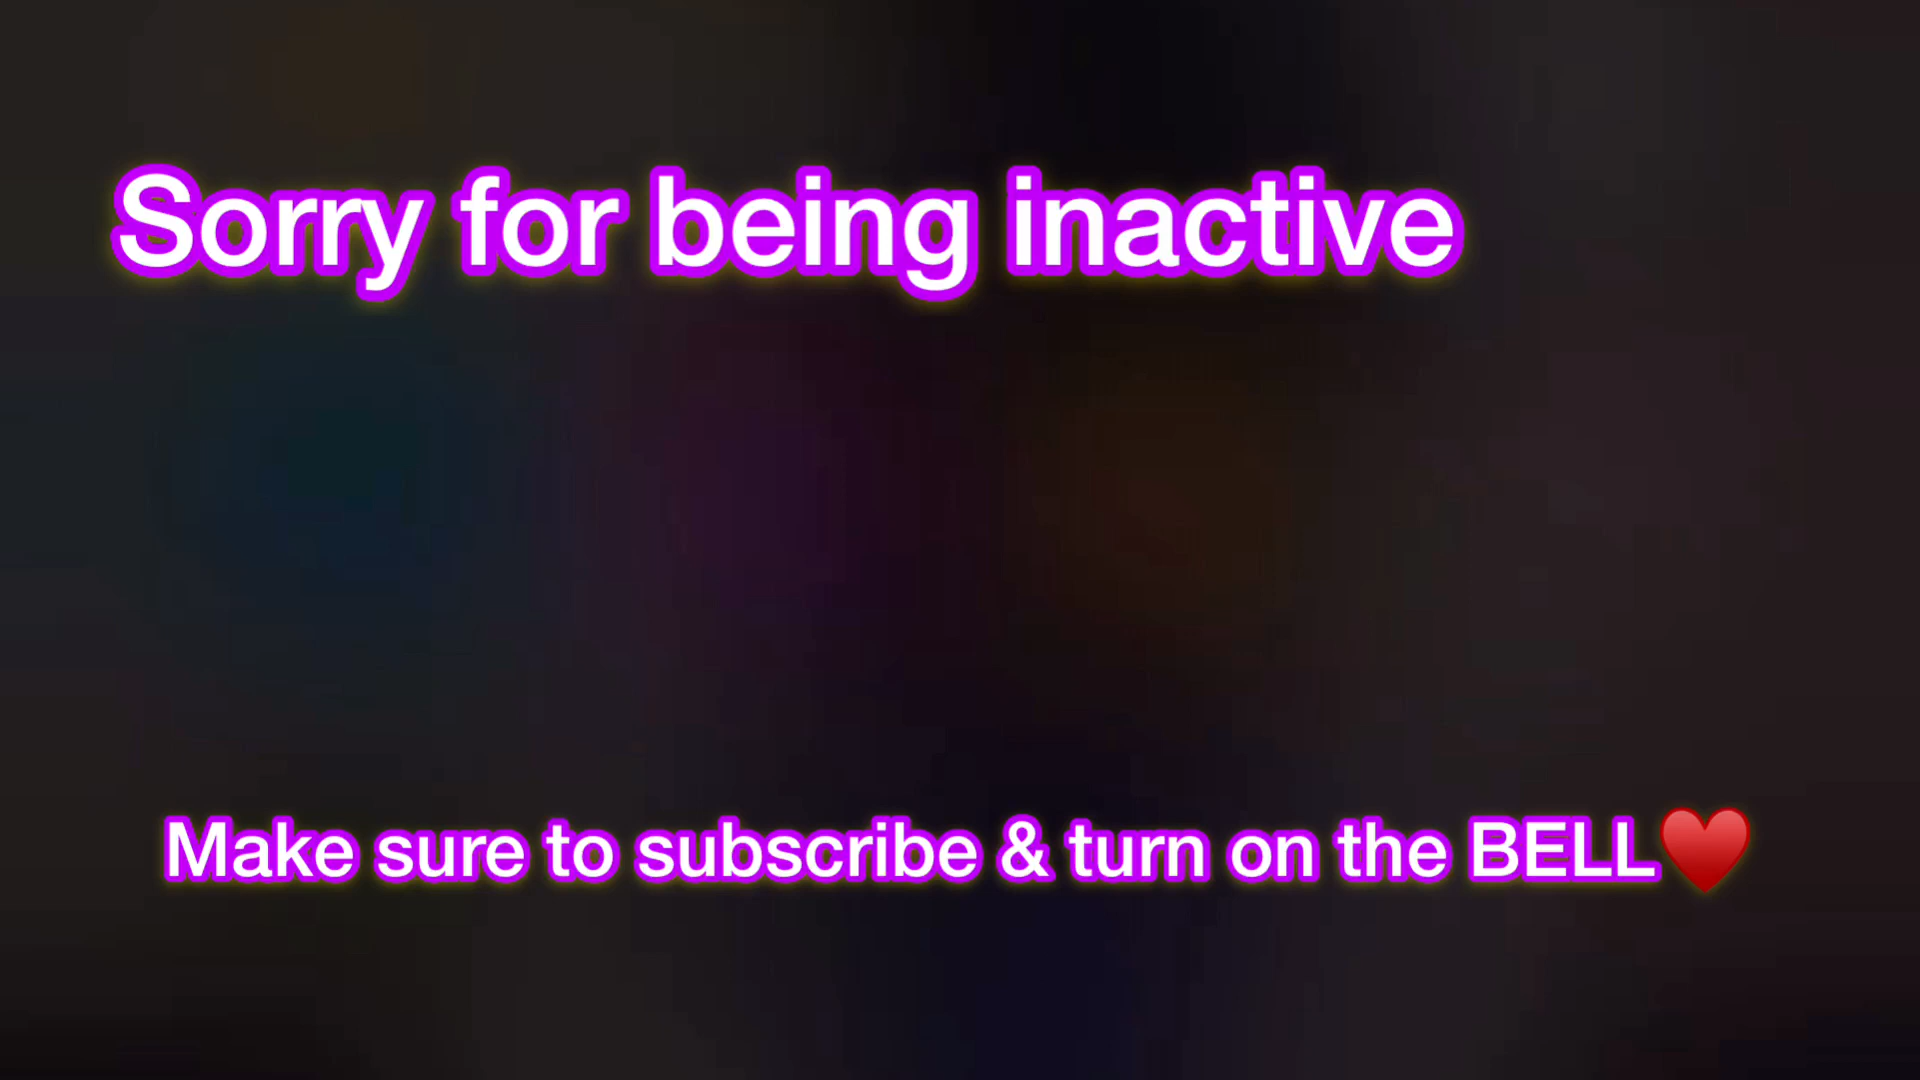 Sorry for being inactive
Make sure to subscribe & turn on the BELL♥️